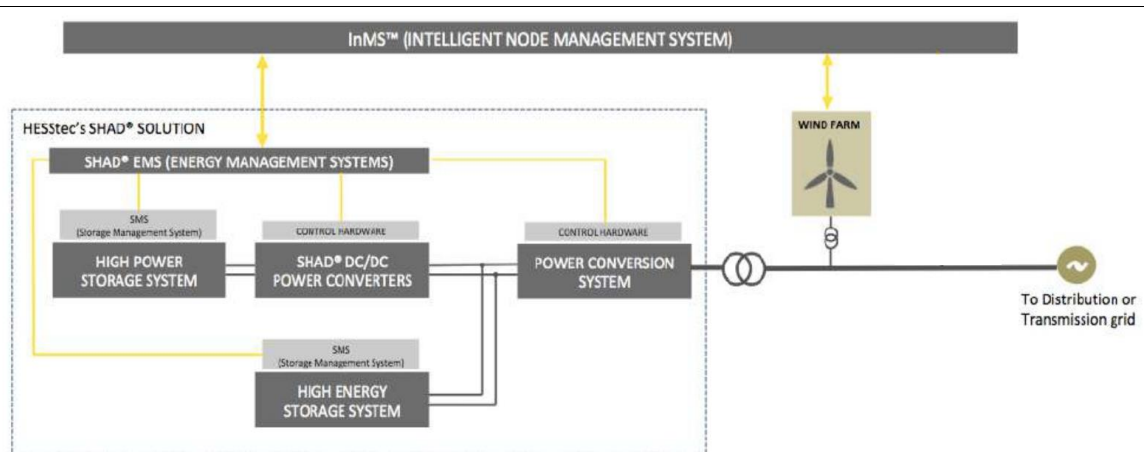 InMS™ (INTELLIGENT NODE MANAGEMENT SYSTEM)
HESStec's SHAD® SOLUTION
WIND FARM
SHAD® EMS (ENERGY MANAGEMENT SYSTEMS)
SMS
(Storage Management System)
HIGH POWER
STORAGE SYSTEM
CONTROL HARDWARE
SHAD® DC/DC
POWER CONVERTERS
CONTROL HARDWARE
POWER CONVERSION
SYSTEM
To Distribution or
Transmission grid
SMS
(Storage Management System)
HIGH ENERGY
STORAGE SYSTEM